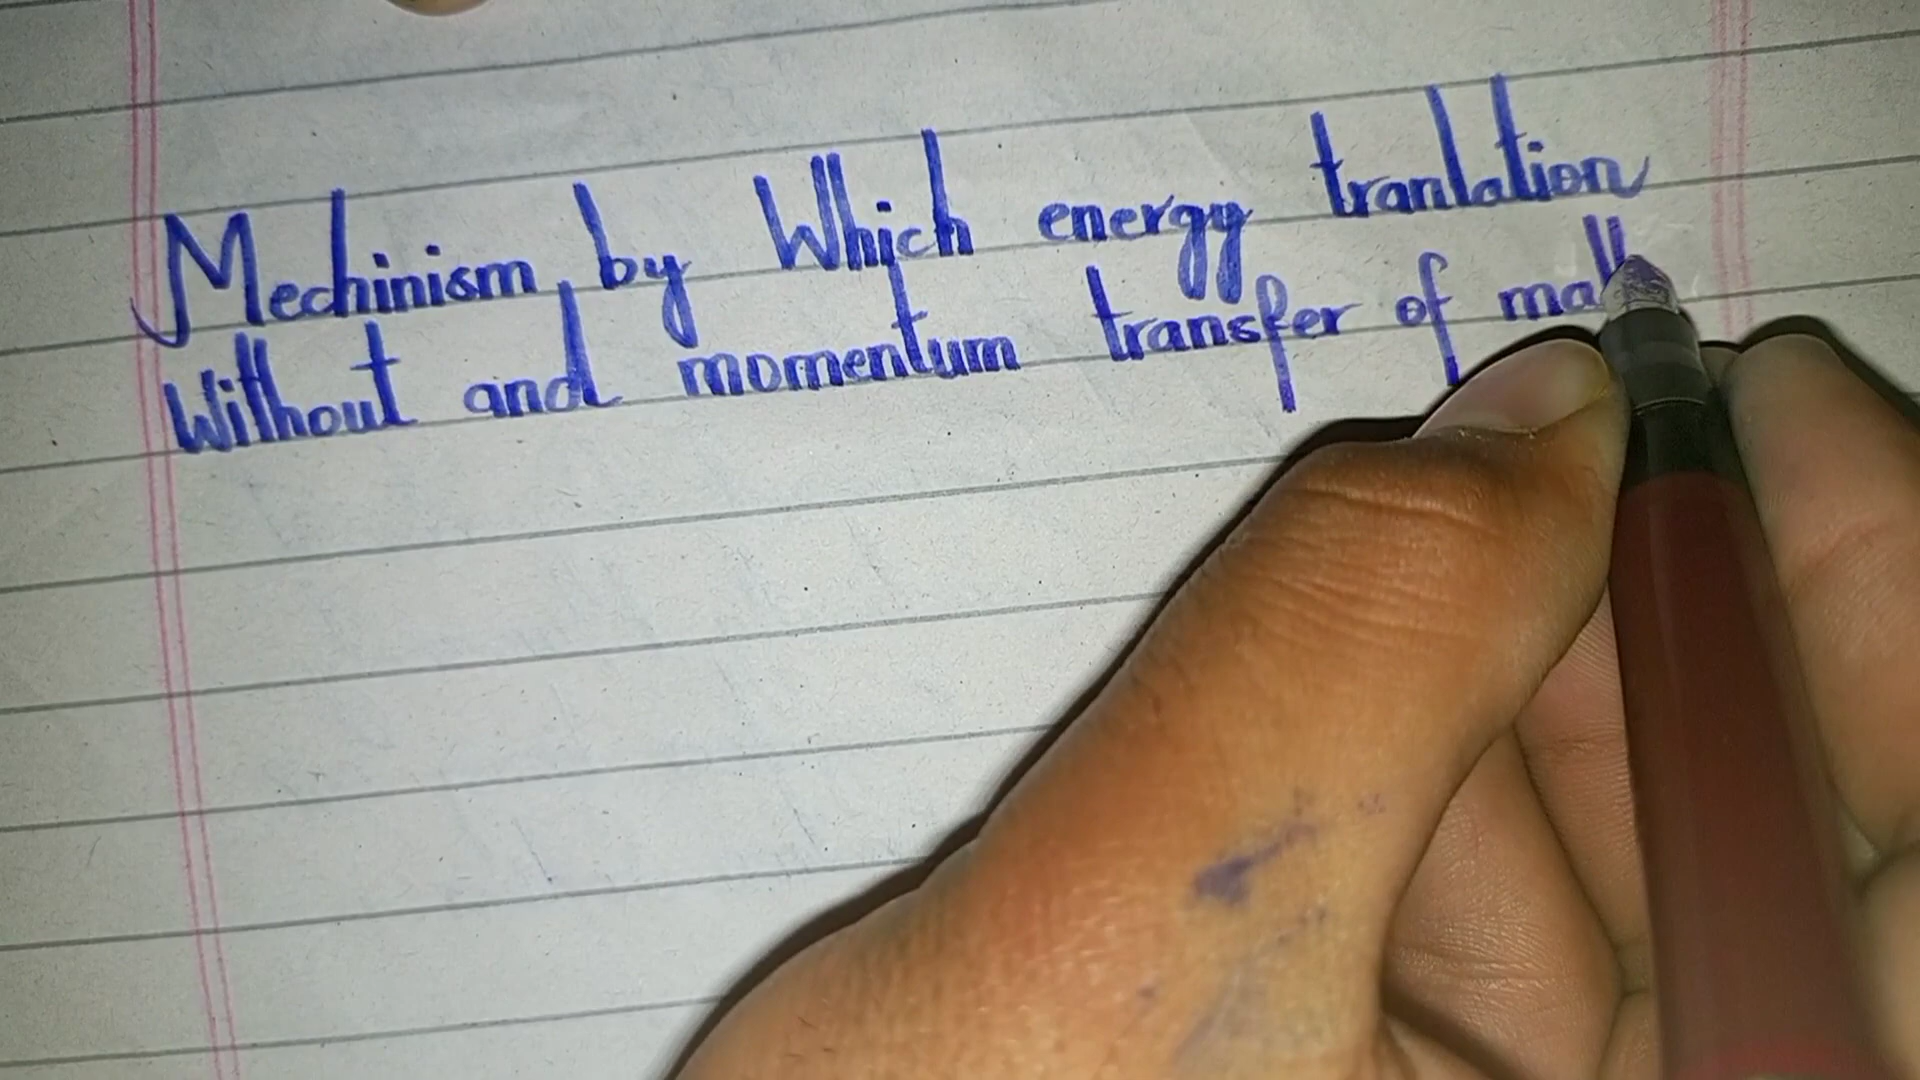 Mechinism by Which energy tranlation
Without and momentum transfer of